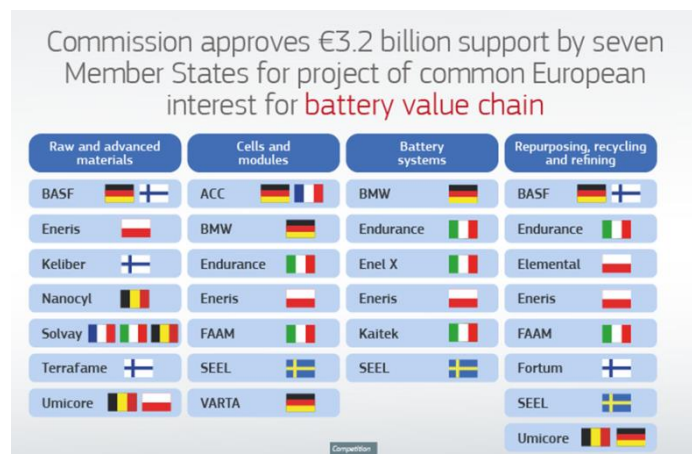 Commission approves €3.2 billion support by seven
Member States for project of common European
interest for battery value chain
Raw and advanced
materials
BASF
Eneris
Keliber
Nanocyl
Solvay
Terrafame
Umicore
Cells and
modules
ACC
BMW
Endurance
Eneris
FAAM
SEEL
VARTA
Battery
systems
BMW
Endurance
Enel X
Eneris
Kaitek
SEEL
Repurposing, recycling
and refining
BASF
Endurance
Elemental
Eneris
FAAM
Fortum
SEEL
Umicore
Competition